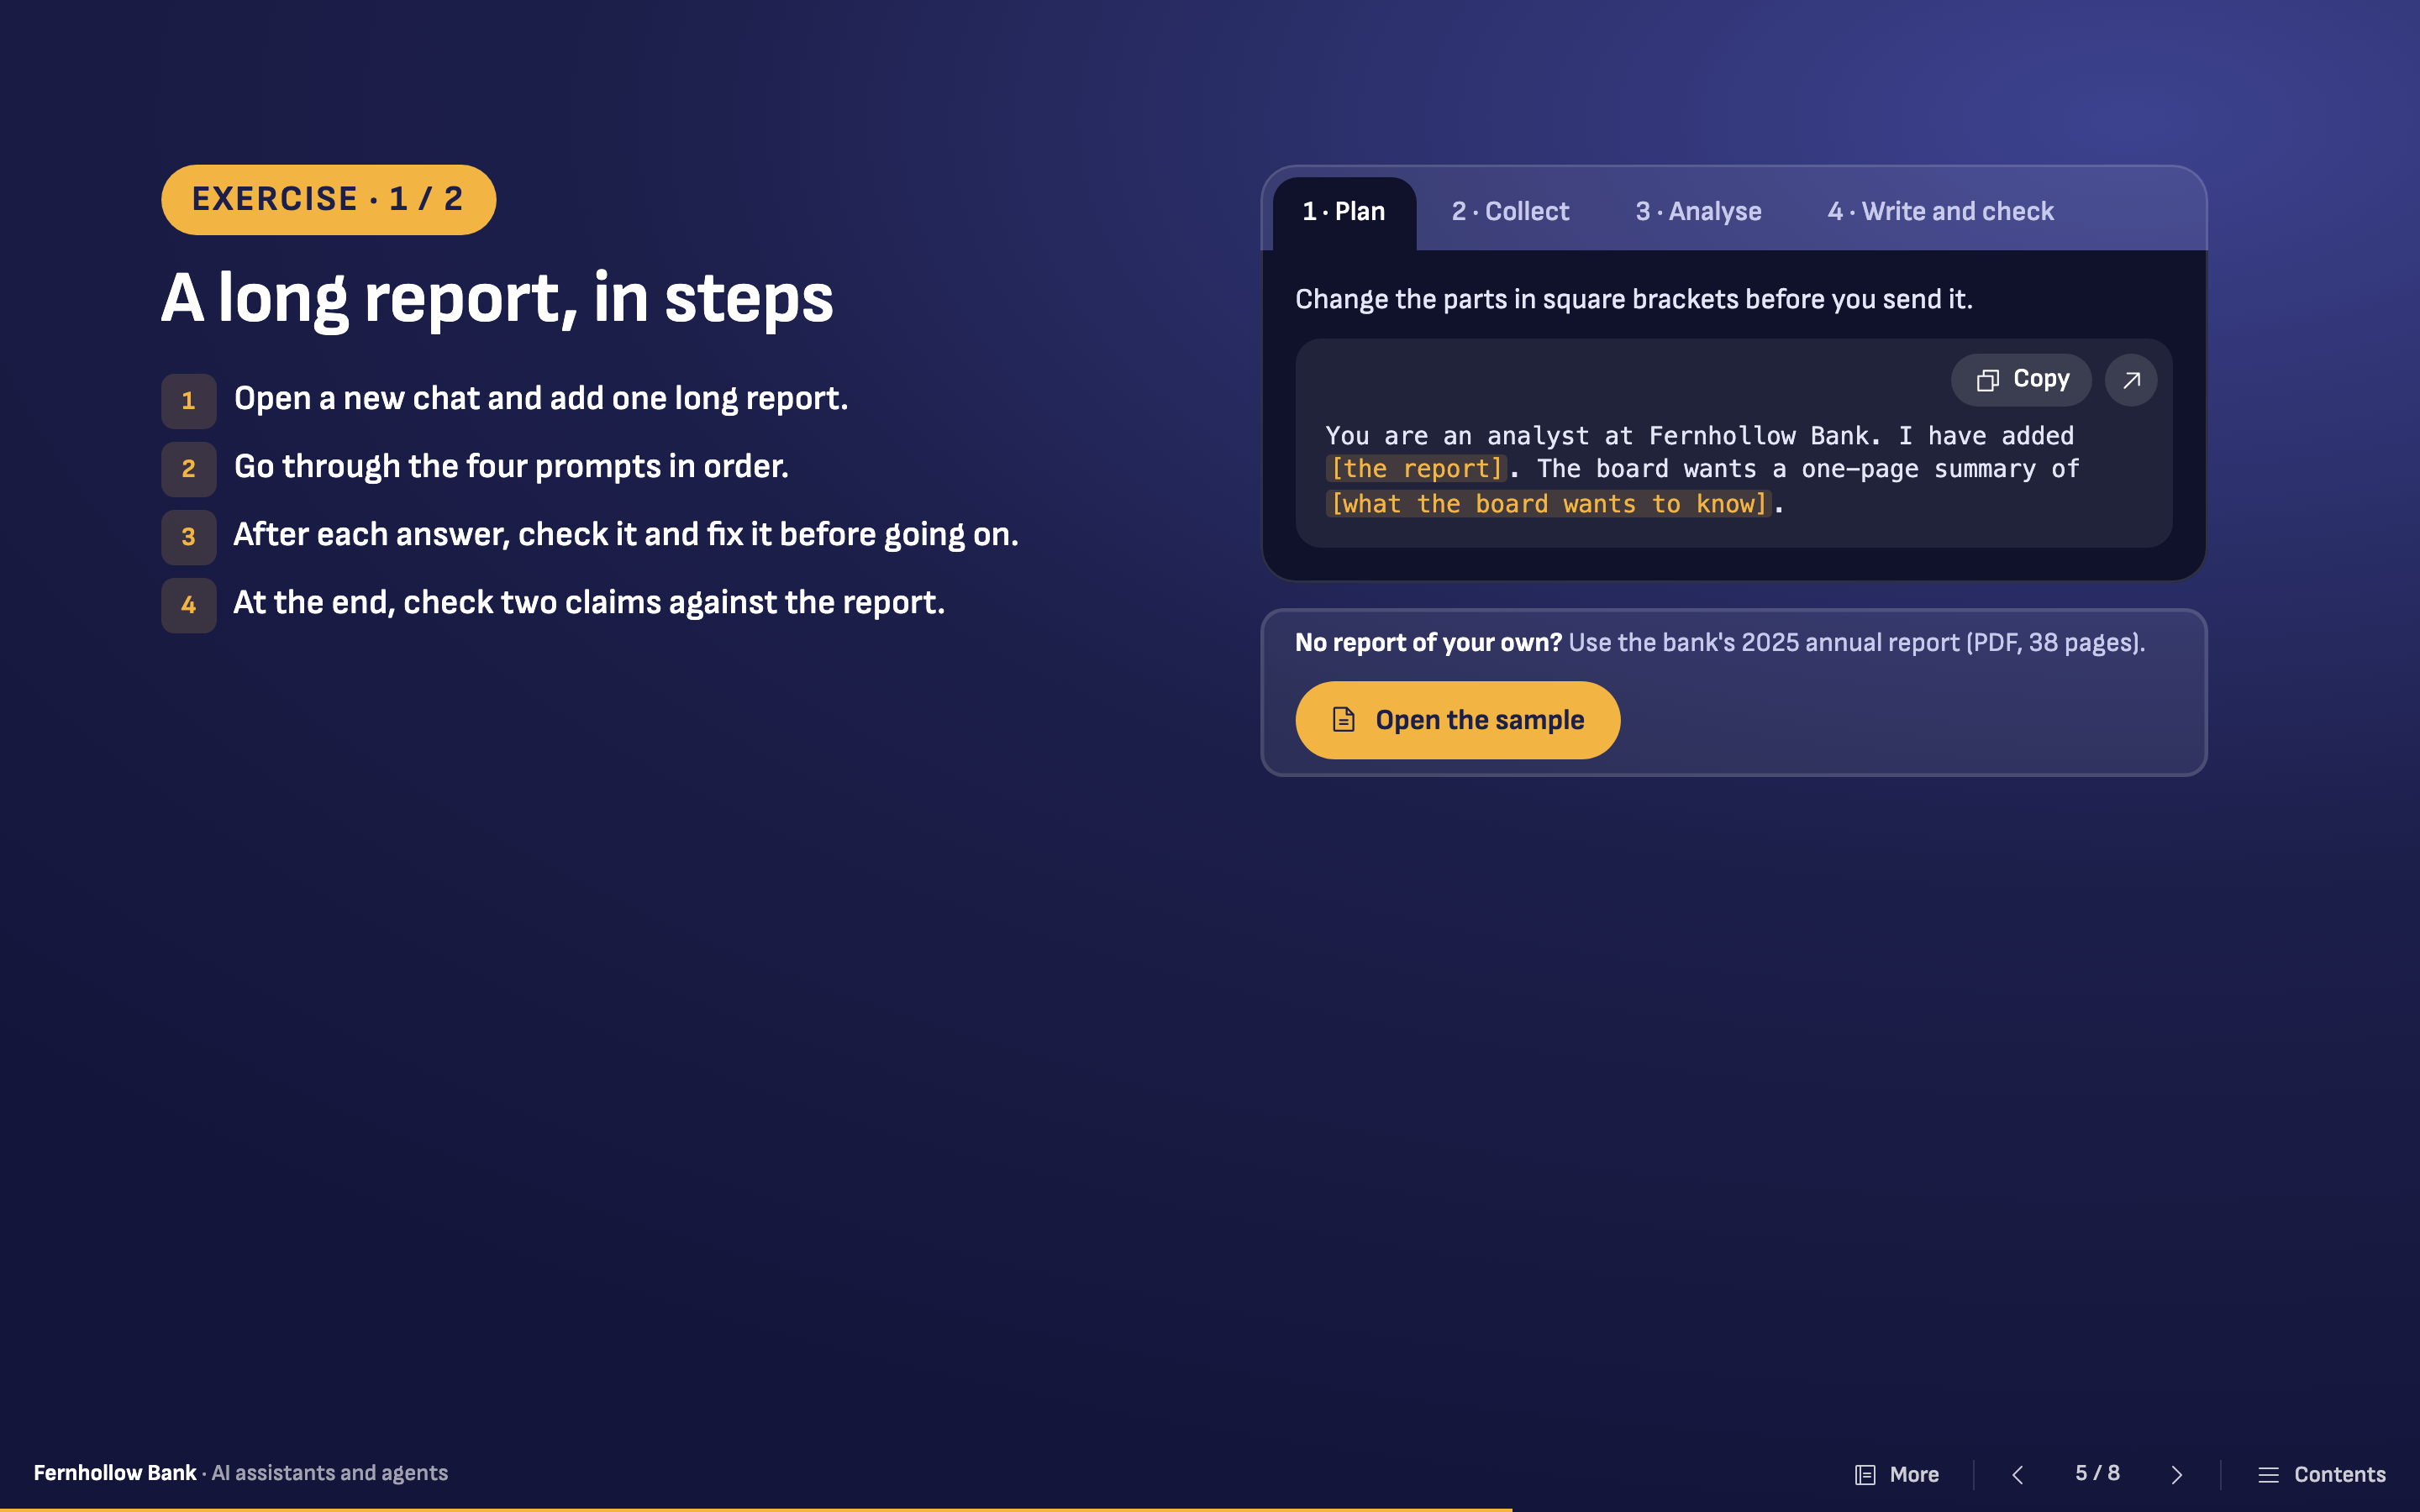 EXERCISE · 1 / 2
A long report, in steps
1 Open a new chat and add one long report.
2 Go through the four prompts in order.
3 After each answer, check it and fix it before going on.
4 At the end, check two claims against the report.
1 · Plan 2 · Collect 3 · Analyse 4 · Write and check
Change the parts in square brackets before you send it.
Copy
You are an analyst at Fernhollow Bank. I have added
[the report]. The board wants a one-page summary of
[what the board wants to know].
No report of your own? Use the bank's 2025 annual report (PDF, 38 pages).
Open the sample
Fernhollow Bank · AI assistants and agents
More 5 / 8 Contents